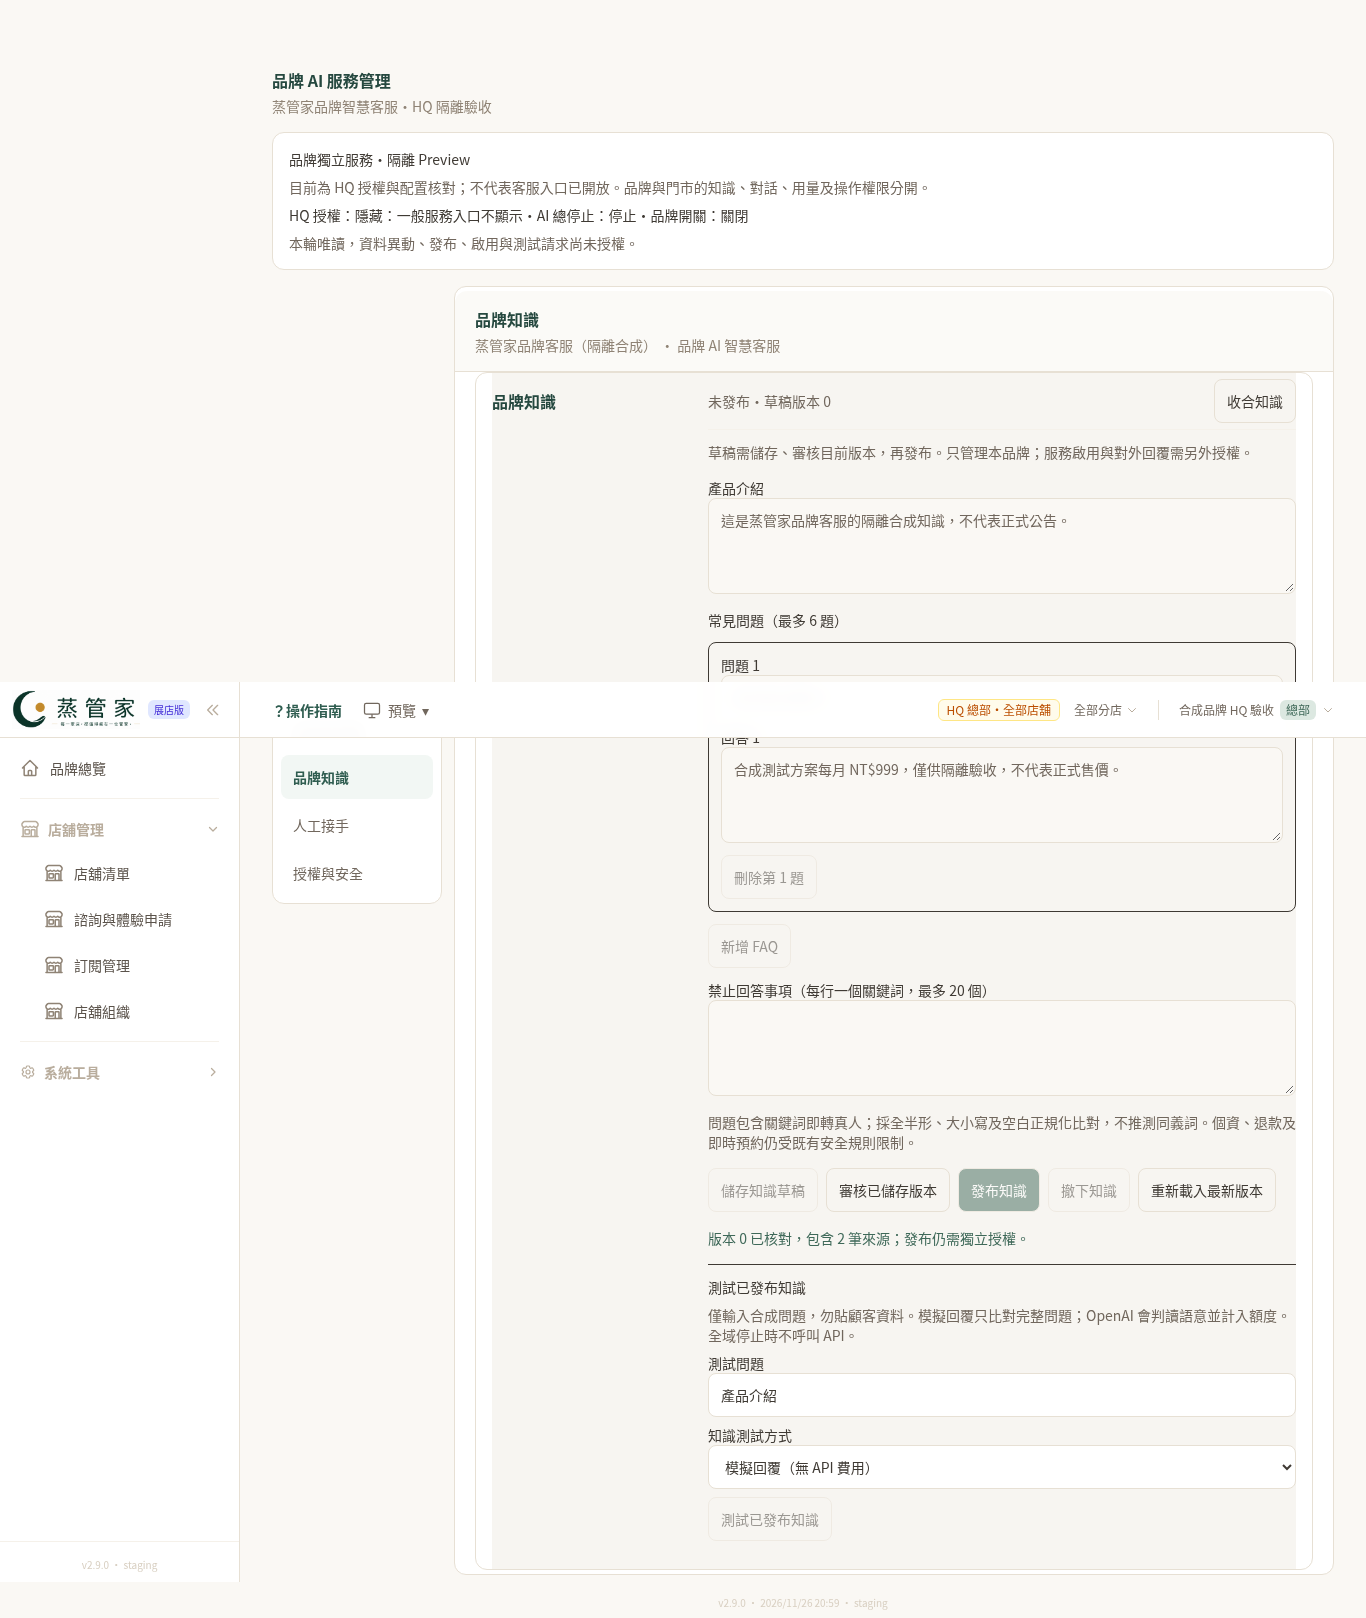 品牌 AI 服務管理
蒸管家品牌智慧客服・HQ 隔離驗收
品牌獨立服務・隔離 Preview
目前為 HQ 授權與配置核對；不代表客服入口已開放。品牌與門市的知識、對話、用量及操作權限分開。
HQ 授權：隱藏：一般服務入口不顯示・AI 總停止：停止・品牌開關：關閉
本輪唯讀，資料異動、發布、啟用與測試請求尚未授權。
品牌知識
蒸管家品牌客服（隔離合成） ・ 品牌 AI 智慧客服
品牌知識
未發布・草稿版本 0
收合知識
草稿需儲存、審核目前版本，再發布。只管理本品牌；服務啟用與對外回覆需另外授權。
產品介紹
這是蒸管家品牌客服的隔離合成知識，不代表正式公告。
常見問題（最多 6 題）
問題 1
蒸管家
展店版
?操作指南
預覽 ▾
HQ 總部・全部店舖
全部分店
合成品牌 HQ 驗收
總部
回答 1
合成測試方案每月 NT$999，僅供隔離驗收，不代表正式售價。
刪除第 1 題
品牌總覽
店舖管理
店舖清單
諮詢與體驗申請
訂閱管理
店舖組織
系統工具
品牌知識
人工接手
授權與安全
新增 FAQ
禁止回答事項（每行一個關鍵詞，最多 20 個）
問題包含關鍵詞即轉真人；採全半形、大小寫及空白正規化比對，不推測同義詞。個資、退款及
即時預約仍受既有安全規則限制。
儲存知識草稿
審核已儲存版本
發布知識
撤下知識
重新載入最新版本
版本 0 已核對，包含 2 筆來源；發布仍需獨立授權。
測試已發布知識
僅輸入合成問題，勿貼顧客資料。模擬回覆只比對完整問題；OpenAI 會判讀語意並計入額度。
全域停止時不呼叫 API。
測試問題
產品介紹
知識測試方式
模擬回覆（無 API 費用）
測試已發布知識
v2.9.0 ・ staging
v2.9.0 ・ 2026/11/26 20:59 ・ staging